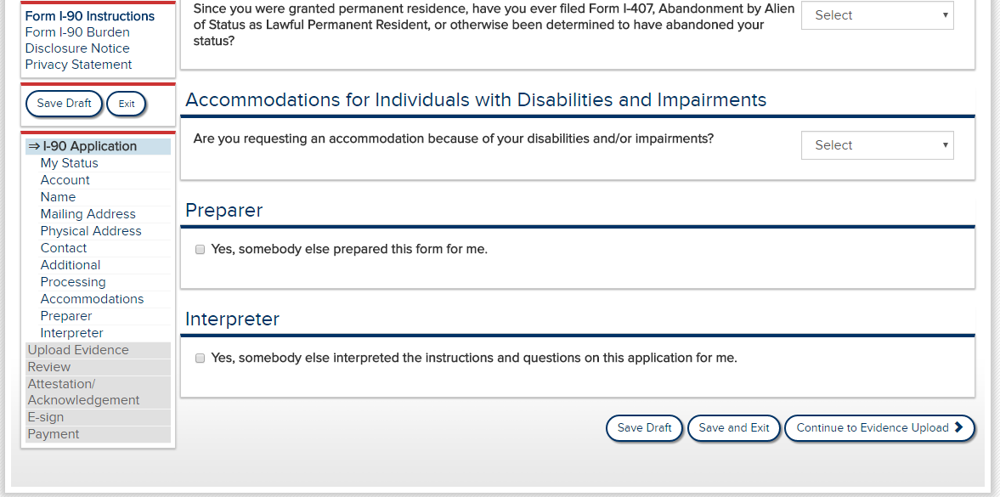 Form I-90 Instructions
Form I-90 Burden
Disclosure Notice
Privacy Statement
Save Draft
Exit
⇒ I-90 Application
My Status
Account
Name
Mailing Address
Physical Address
Contact
Additional
Processing
Accommodations
Preparer
Interpreter
Upload Evidence
Review
Attestation/
Acknowledgement
E-sign
Payment
Since you were granted permanent residence, have you ever filed Form I-407, Abandonment by Alien
of Status as Lawful Permanent Resident, or otherwise been determined to have abandoned your
status?
Select
Accommodations for Individuals with Disabilities and Impairments
Are you requesting an accommodation because of your disabilities and/or impairments?
Select
Preparer
Yes, somebody else prepared this form for me.
Interpreter
Yes, somebody else interpreted the instructions and questions on this application for me.
Save Draft
Save and Exit
Continue to Evidence Upload